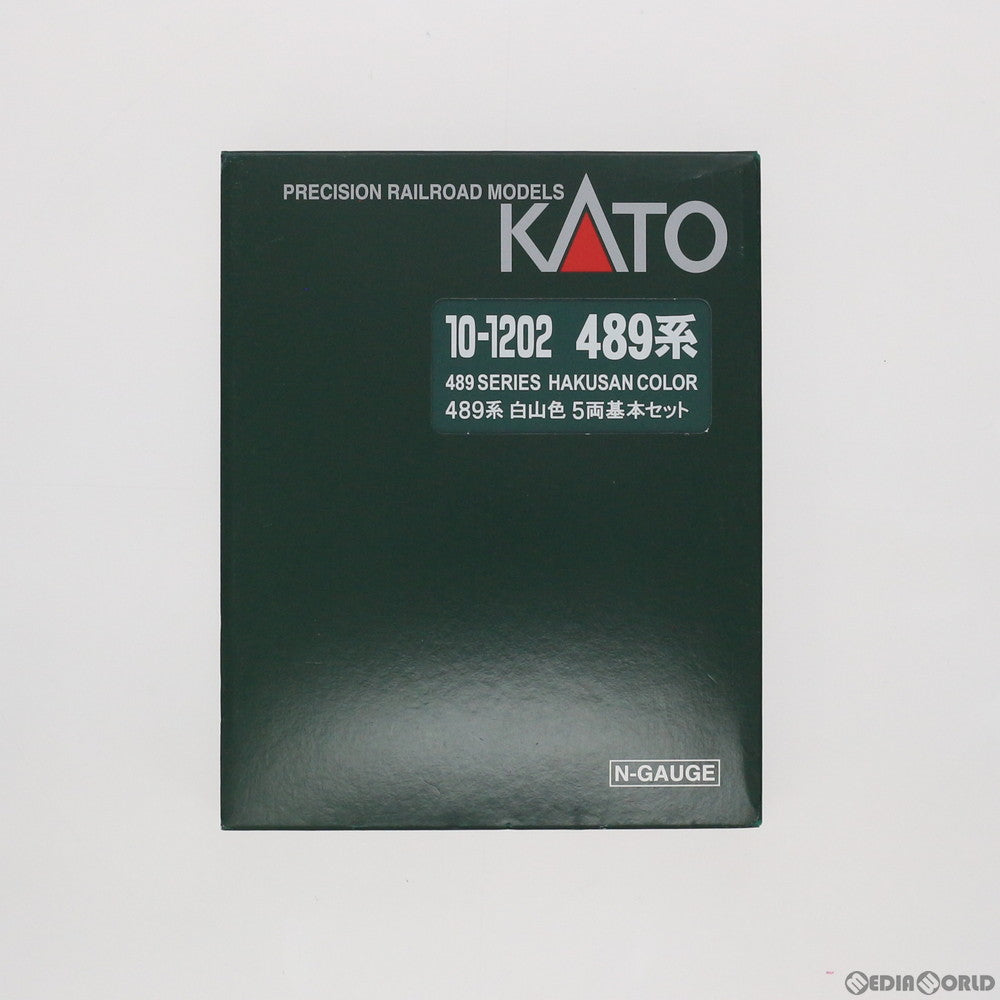 PRECISION RAILROAD MODELS
KATO
10-1202 489系
489 SERIES HAKUSAN COLOR
489系 白山色 5両基本セット
N-GAUGE
MEDIAWORLD